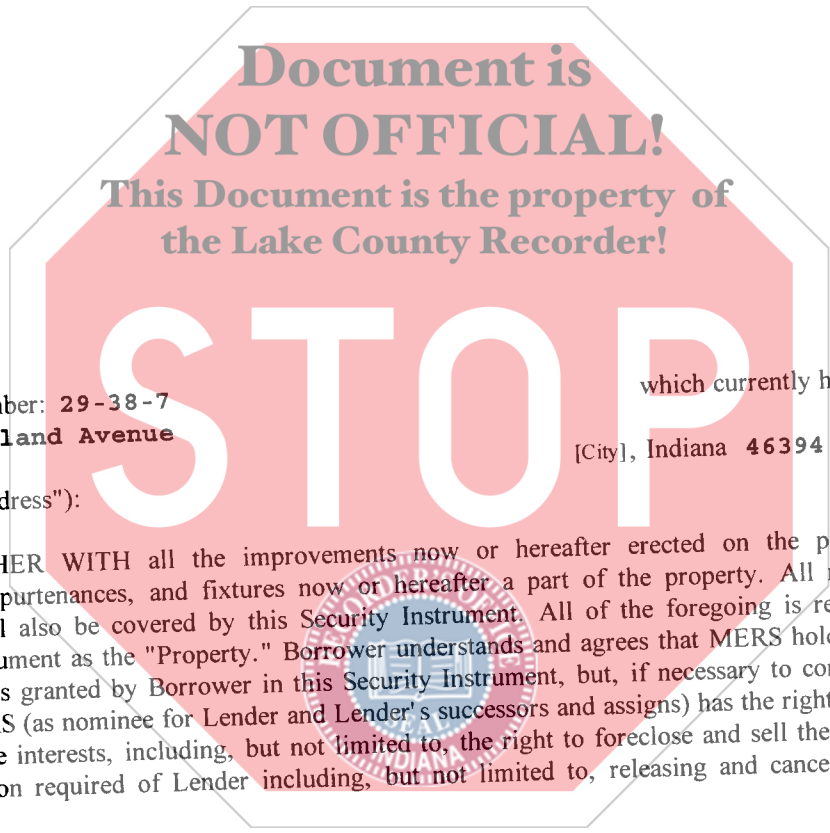 Document is
NOT OFFICIAL!
This Document is the property of
the Lake County Recorder!
STOP
which currently h
ber: 29-38-7
land Avenue
[City], Indiana 46394
dress"):
HER WITH all the improvements now or hereafter erected on the p
purtenances, and fixtures now or hereafter a part of the property. All
l also be covered by this Security Instrument. All of the foregoing is re
ument as the "Property." Borrower understands and agrees that MERS hol
s granted by Borrower in this Security Instrument, but, if necessary to co
S (as nominee for Lender and Lender's successors and assigns) has the right
e interests, including, but not limited to, the right to foreclose and sell the
on required of Lender including, but not limited to, releasing and cance
INDIANA